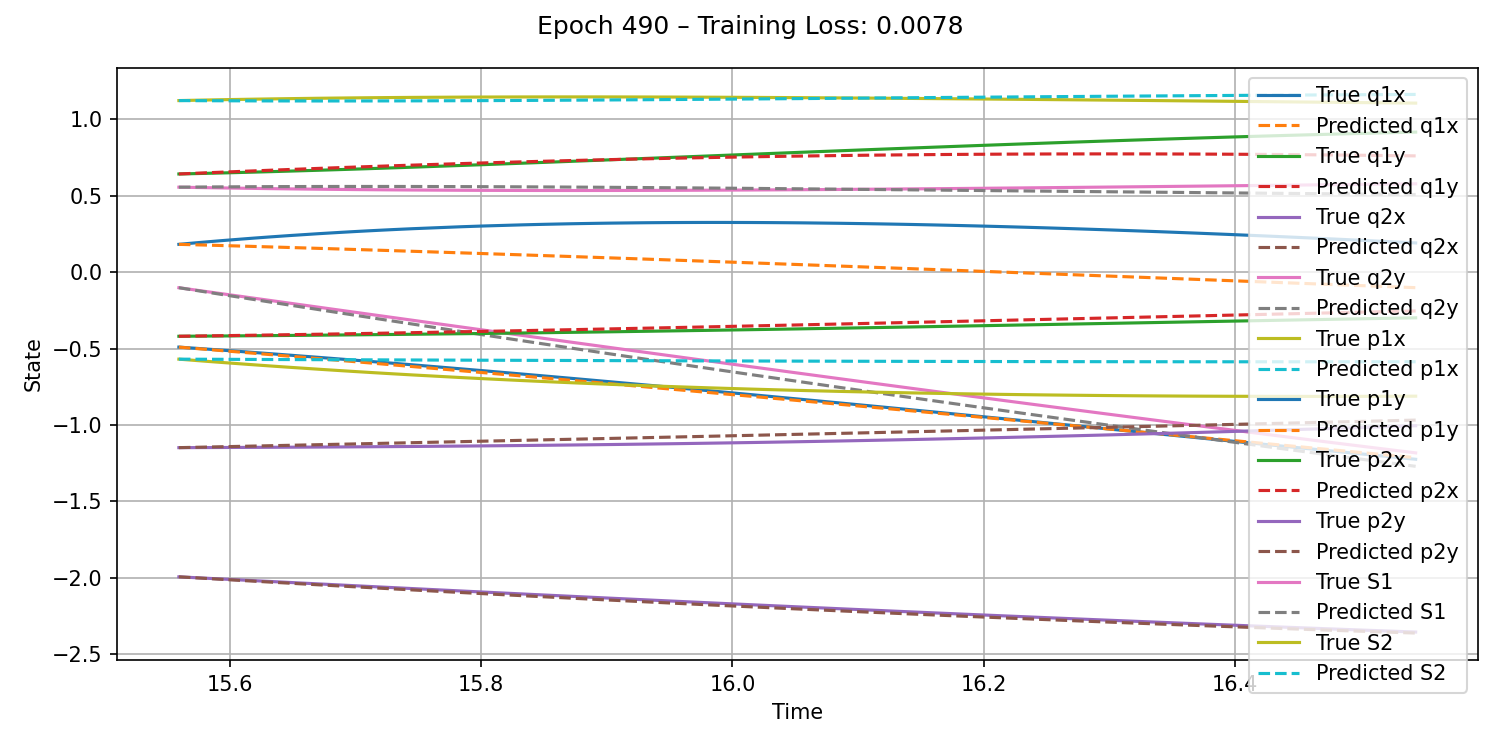 Epoch 490 – Training Loss: 0.0078
State
1.0
0.5
0.0
−0.5
−1.0
−1.5
−2.0
−2.5
15.6
15.8
16.0
16.2
16.4
Time
True q1x
Predicted q1x
True q1y
Predicted q1y
True q2x
Predicted q2x
True q2y
Predicted q2y
True p1x
Predicted p1x
True p1y
Predicted p1y
True p2x
Predicted p2x
True p2y
Predicted p2y
True S1
Predicted S1
True S2
Predicted S2